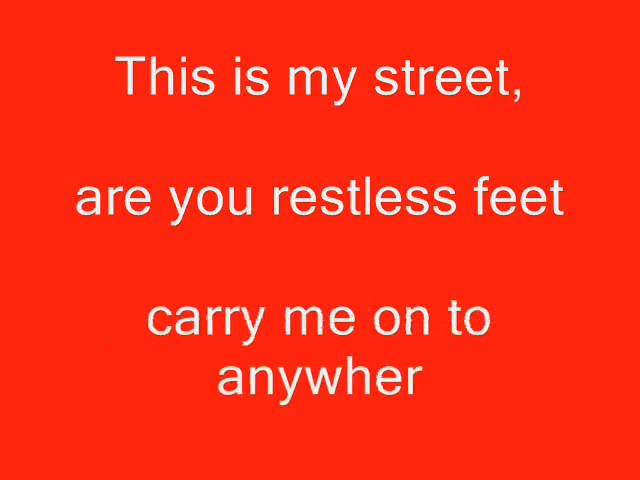 This is my street,
are you restless feet
carry me on to
anywher